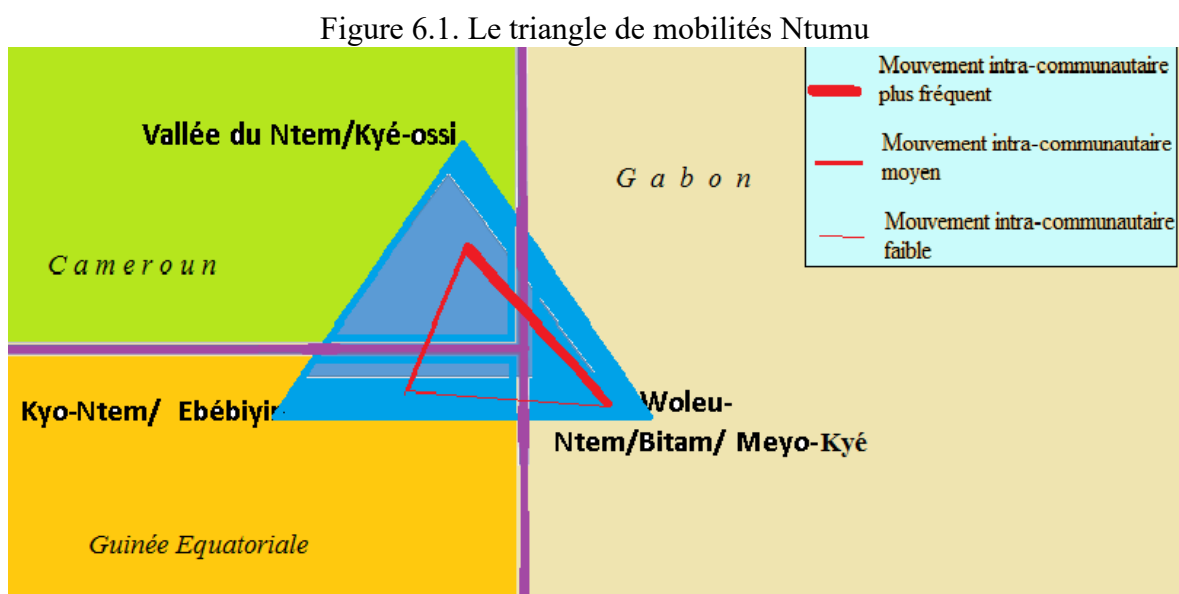 Figure 6.1. Le triangle de mobilités Ntumu
Mouvement intra-communautaire
plus fréquent
Vallée du Ntem/Kyé-ossi
Mouvement intra-communautaire
moyen
Gabon
Mouvement intra-communautaire
faible
Cameroun
Kyo-Ntem/ Ebébiyin
Woleu-
Ntem/Bitam/ Meyo-Kyé
Guinée Equatoriale